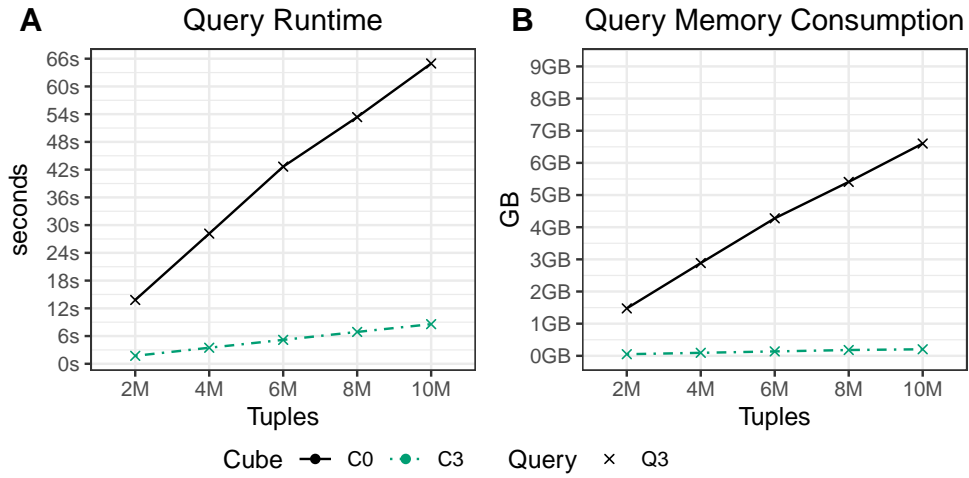 A Query Runtime
66s
60s
54s
48s
42s
36s
30s
24s
18s
12s
6s
0s
seconds
2M 4M 6M 8M 10M
Tuples
B Query Memory Consumption
9GB
8GB
7GB
6GB
5GB
4GB
3GB
2GB
1GB
0GB
GB
2M 4M 6M 8M 10M
Tuples
Cube C0 C3 Query Q3